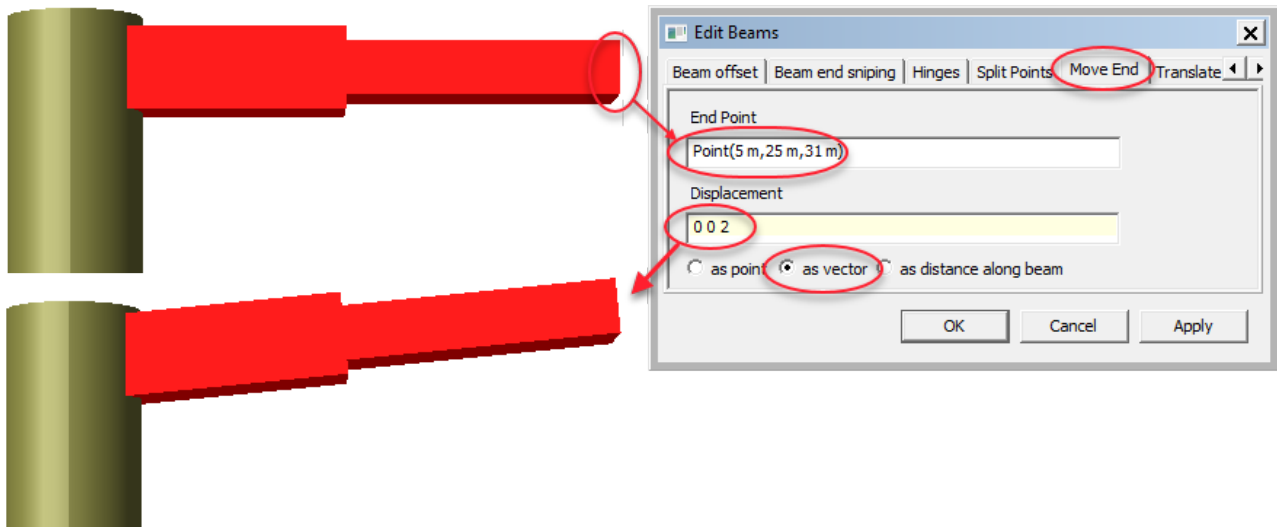 Edit Beams
Beam offset Beam end sniping Hinges Split Points Move End Translate
End Point
Point(5 m,25 m,31 m)
Displacement
0 0 2
as point as vector as distance along beam
OK Cancel Apply